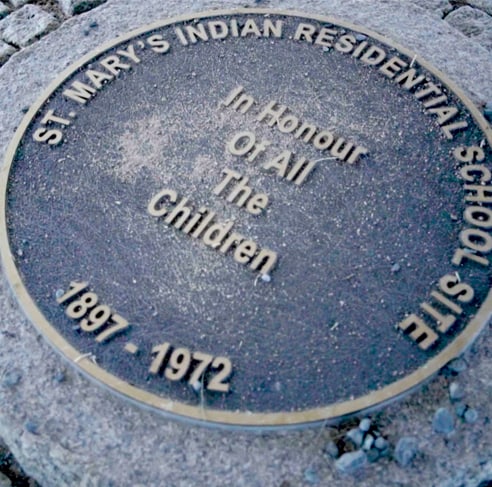 ST. MARY'S INDIAN RESIDENTIAL SCHOOL SITE
In Honour
Of All
The
Children
1897 - 1972